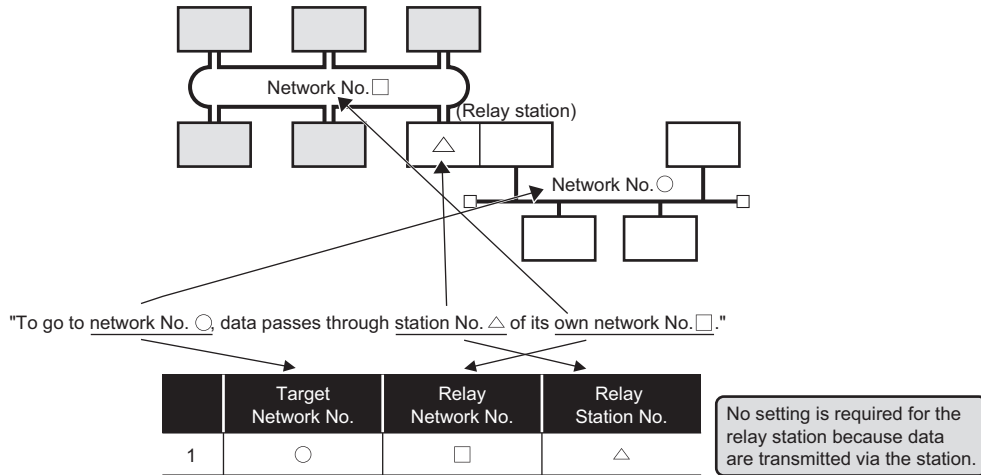 Network No.□
(Relay station)
△
Network No.○
"To go to network No. ○, data passes through station No. △ of its own network No.□."
Target Network No.
Relay Network No.
Relay Station No.
1 ○ □ △
No setting is required for the
relay station because data
are transmitted via the station.